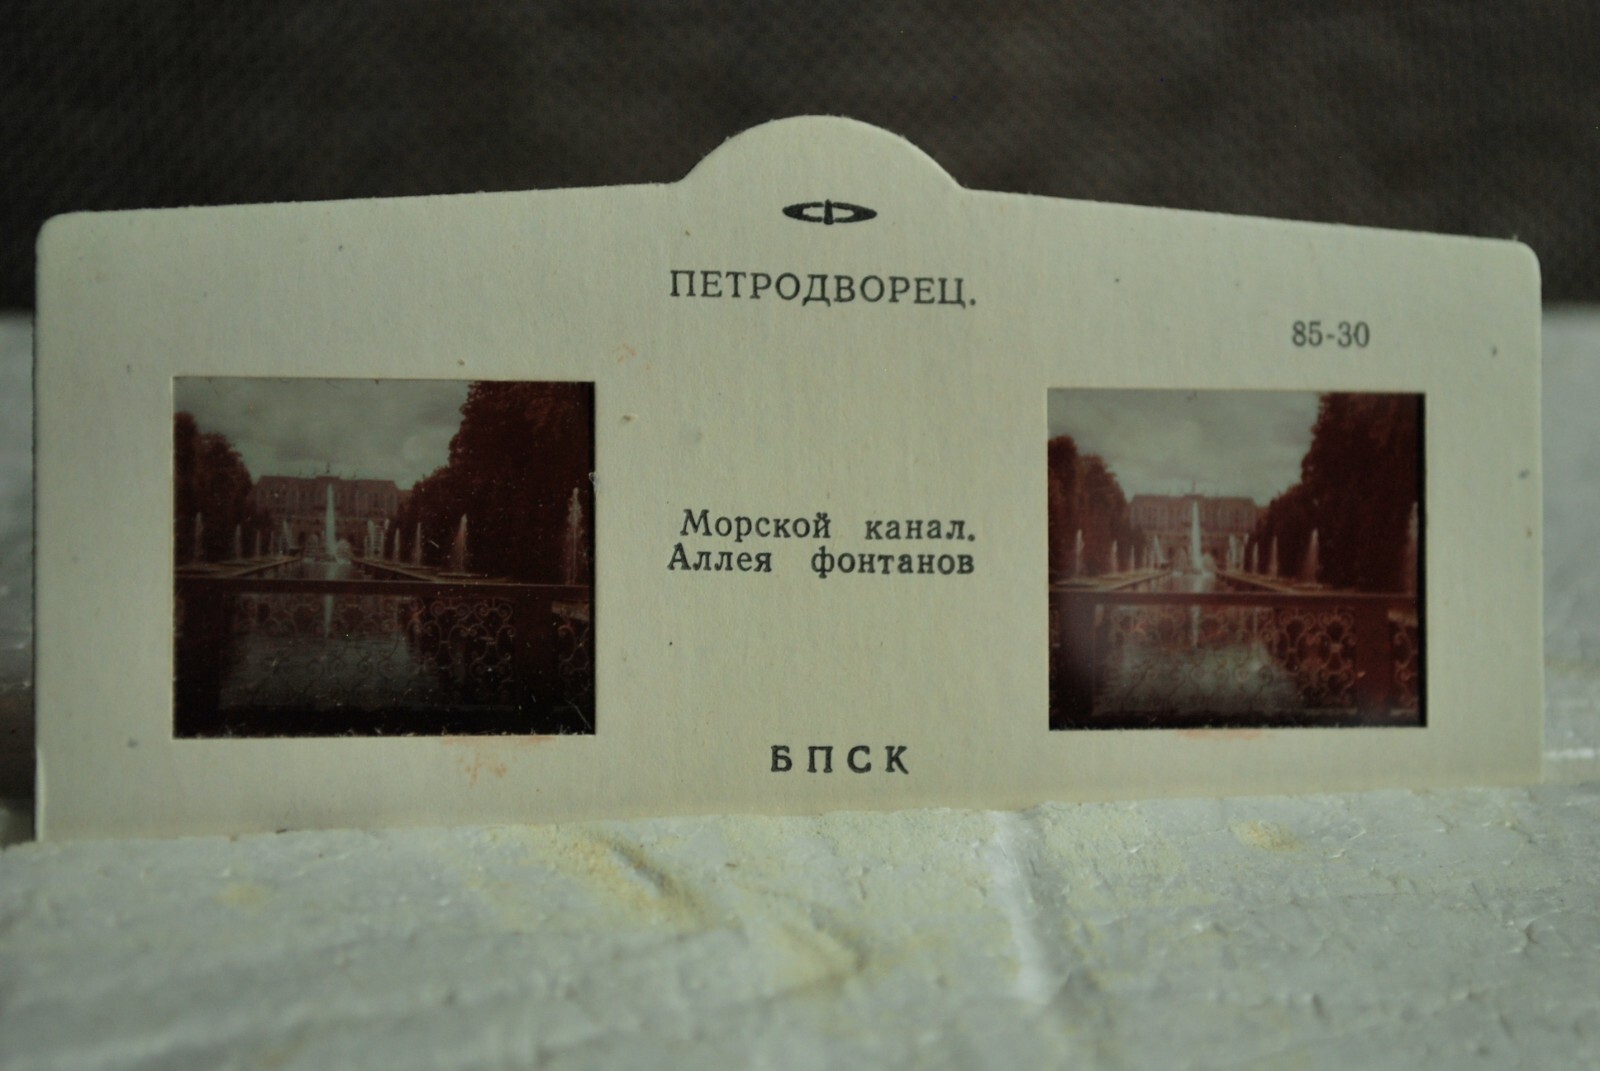 ПЕТРОДВОРЕЦ.
85-30
Морской канал.
Аллея фонтанов
БПСК